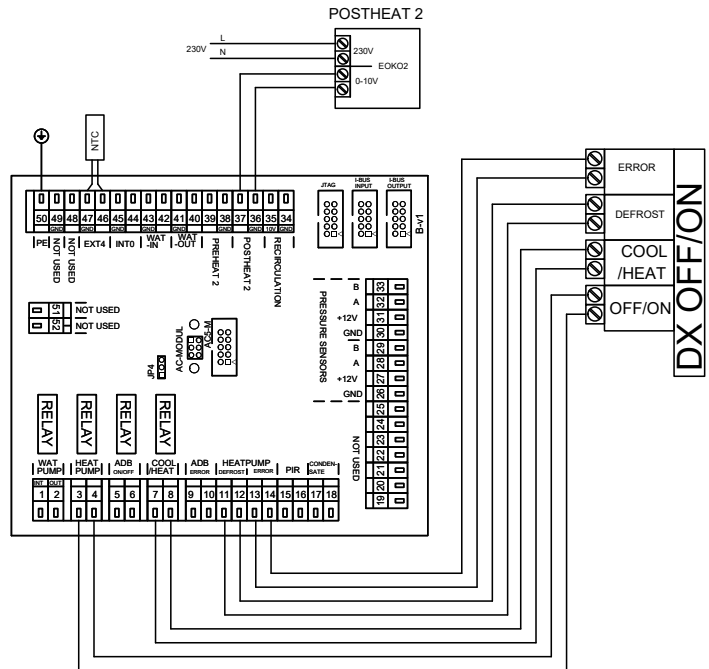 POSTHEAT 2
L
230V
N
230V
EOKO2
0-10V
NTC
JTAG
I-BUS
INPUT
I-BUS
OUTPUT
B-v1
50 49 48 47 46 45 44 43 42 41 40 39 38 37 36 35 34
GND GND GND GND GND GND GND 10V GND
PE
NOT USED
NOT USED
EXT4
INT0
WAT
-IN
WAT
-OUT
PREHEAT 2
POSTHEAT 2
RECIRCULATION
51 NOT USED
52 NOT USED
JP4
AC-MODUL
AC5-M
PRESSURE SENSORS
B 33
A 32
+12V 31
GND 30
B 29
A 28
+12V 27
GND 26
25
24
23
22
21
20
19
NOT USED
RELAY
RELAY
RELAY
RELAY
WAT
PUMP
HEAT
PUMP
ADB
ON/OFF
COOL
/HEAT
ADB
ERROR
HEATPUMP
DEFROST ERROR
PIR
CONDEN-
SATE
INT OUT
1 2 3 4 5 6 7 8 9 10 11 12 13 14 15 16 17 18
ERROR
DEFROST
COOL
/HEAT
OFF/ON
DX OFF/ON